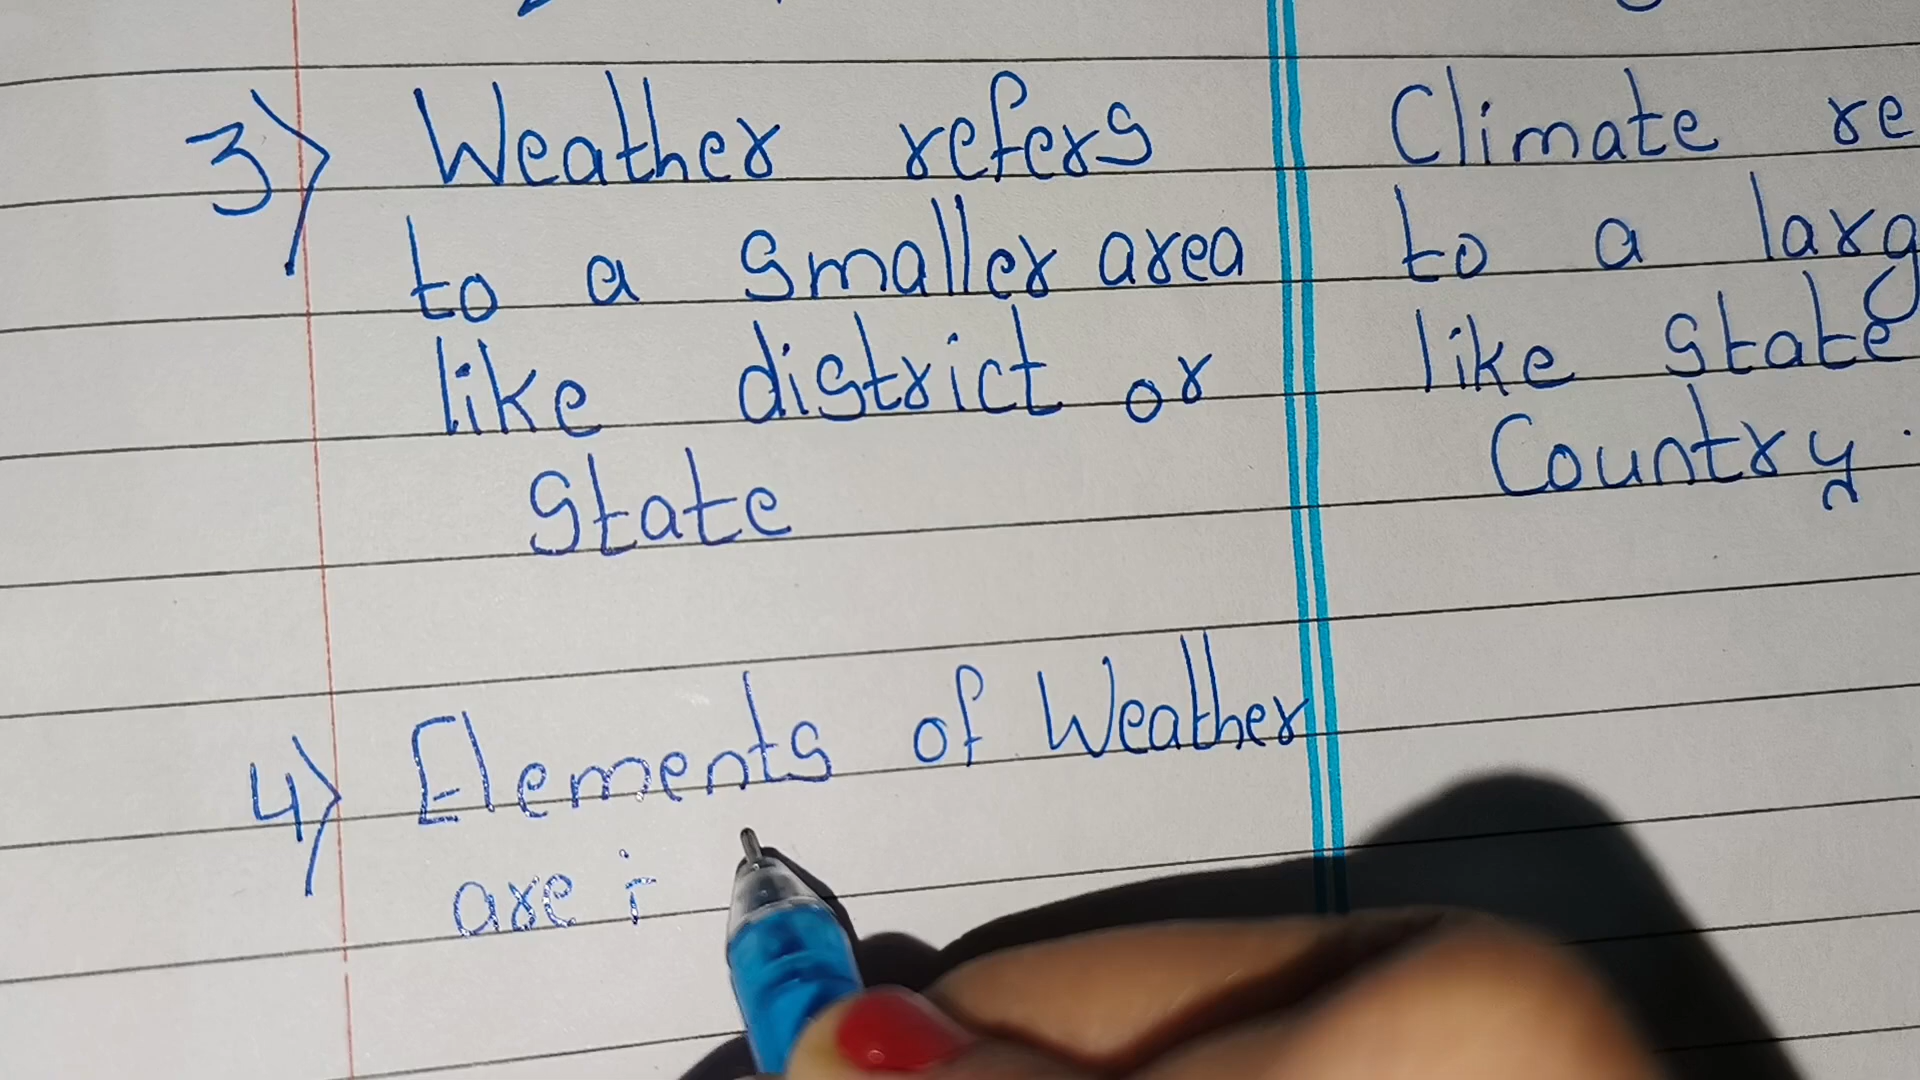 3) Weather refers
to a smaller area
like district or
State
Climate re
to a larg
like state
Country.
4) Elements of Weather
are :-